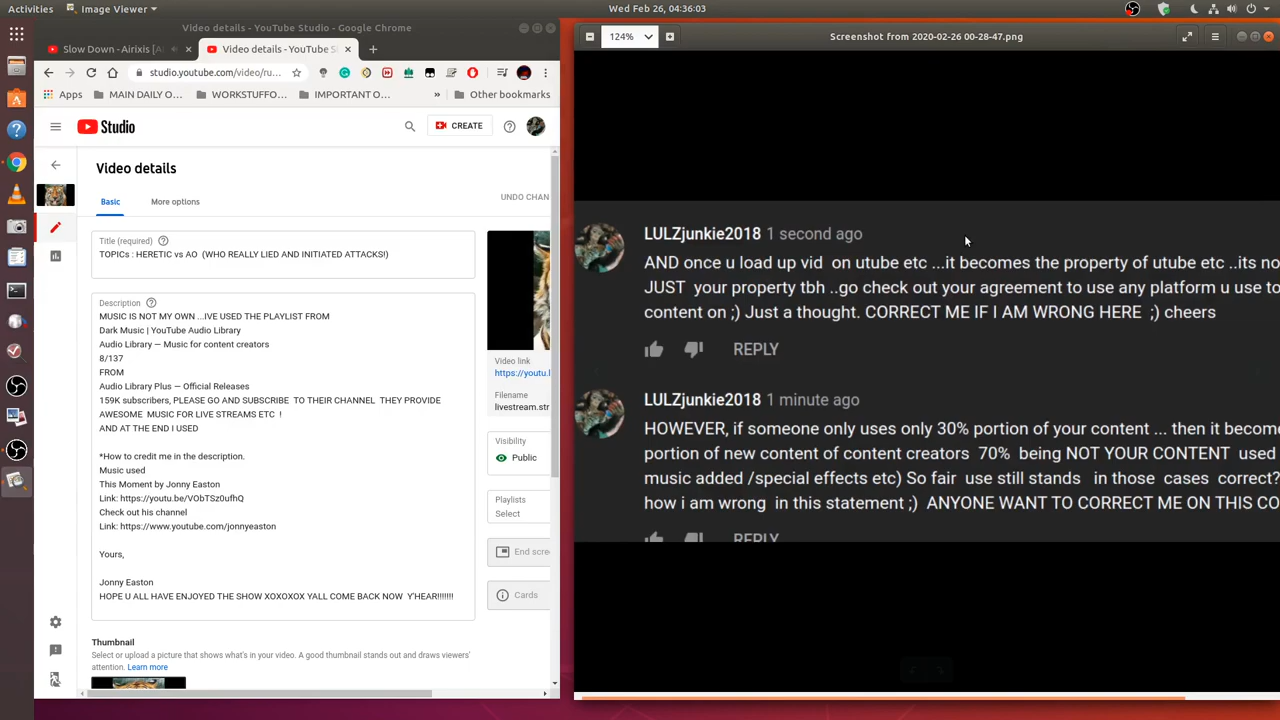 Activities
Image Viewer
Wed Feb 26, 04:36:03
Video details - YouTube Studio - Google Chrome
Slow Down - Airixis [A
Video details - YouTube S
studio.youtube.com/video/ru...
Apps
MAIN DAILY O...
WORKSTUFFO...
IMPORTANT O...
»
Other bookmarks
Studio
CREATE
Video details
Basic
More options
UNDO CHAN
Title (required)
TOPICs : HERETIC vs AO (WHO REALLY LIED AND INITIATED ATTACKS!)
Description
MUSIC IS NOT MY OWN ...IVE USED THE PLAYLIST FROM
Dark Music | YouTube Audio Library
Audio Library — Music for content creators
8/137
FROM
Audio Library Plus — Official Releases
159K subscribers, PLEASE GO AND SUBSCRIBE TO THEIR CHANNEL THEY PROVIDE
AWESOME MUSIC FOR LIVE STREAMS ETC !
AND AT THE END I USED
*How to credit me in the description.
Music used
This Moment by Jonny Easton
Link: https://youtu.be/VObTSz0ufhQ
Check out his channel
Link: https://www.youtube.com/jonnyeaston
Yours,
Jonny Easton
HOPE U ALL HAVE ENJOYED THE SHOW XOXOXOX YALL COME BACK NOW Y'HEAR!!!!!!!
Thumbnail
Select or upload a picture that shows what's in your video. A good thumbnail stands out and draws viewers'
attention. Learn more
Video link
https://youtu.l
Filename
livestream.str
Visibility
Public
Playlists
Select
End scree
Cards
124%
Screenshot from 2020-02-26 00-28-47.png
LULZjunkie2018 1 second ago
AND once u load up vid on utube etc ...it becomes the property of utube etc ..its no
JUST your property tbh ..go check out your agreement to use any platform u use to
content on ;) Just a thought. CORRECT ME IF I AM WRONG HERE ;) cheers
REPLY
LULZjunkie2018 1 minute ago
HOWEVER, if someone only uses only 30% portion of your content ... then it become
portion of new content of content creators 70% being NOT YOUR CONTENT used
music added /special effects etc) So fair use still stands in those cases correct?
how i am wrong in this statement ;) ANYONE WANT TO CORRECT ME ON THIS CO
REPLY